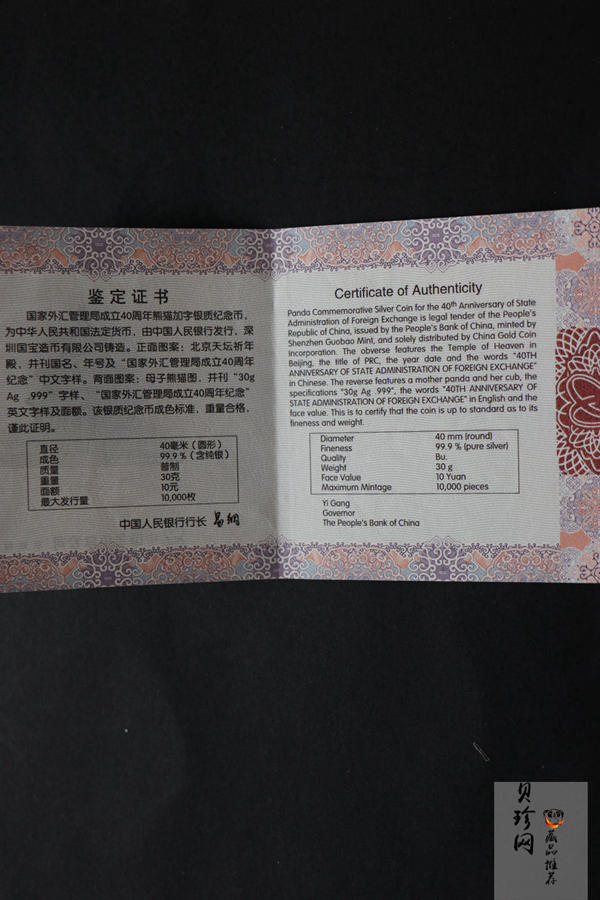 鉴定证书
国家外汇管理局成立40周年熊猫加字银质纪念币，
为中华人民共和国法定货币，由中国人民银行发行，深
圳国宝造币有限公司铸造。正面图案：北京天坛祈年
殿，并刊国名、年号及“国家外汇管理局成立40周年
纪念”中文字样。背面图案：母子熊猫图，并刊“30g
Ag .999”字样、“国家外汇管理局成立40周年纪念”
英文字样及面额。该银质纪念币成色标准，重量合格，
谨此证明。
直径 40毫米（圆形）
成色 99.9％（含纯银）
质量 普制
重量 30克
面额 10元
最大发行量 10,000枚
中国人民银行行长 易纲
Certificate of Authenticity
Panda Commemorative Silver Coin for the 40th Anniversary of State
Administration of Foreign Exchange is legal tender of the People's
Republic of China, issued by the People's Bank of China, minted by
Shenzhen Guobao Mint, and solely distributed by China Gold Coin
Incorporation. The obverse features the Temple of Heaven in
Beijing, the title of PRC, the year date and the words "40TH
ANNIVERSARY OF STATE ADMINISTRATION OF FOREIGN EXCHANGE"
in Chinese. The reverse features a mother panda and her cub, the
specifications "30g Ag .999", the words "40TH ANNIVERSARY OF
STATE ADMINISTRATION OF FOREIGN EXCHANGE" in English and the
face value. This is to certify that the coin is up to standard as to its
fineness and weight.
Diameter 40 mm (round)
Fineness 99.9 % (pure silver)
Quality Bu.
Weight 30 g
Face Value 10 Yuan
Maximum Mintage 10,000 pieces
Yi Gang
Governor
The People's Bank of China
贝珍网
藏品推荐